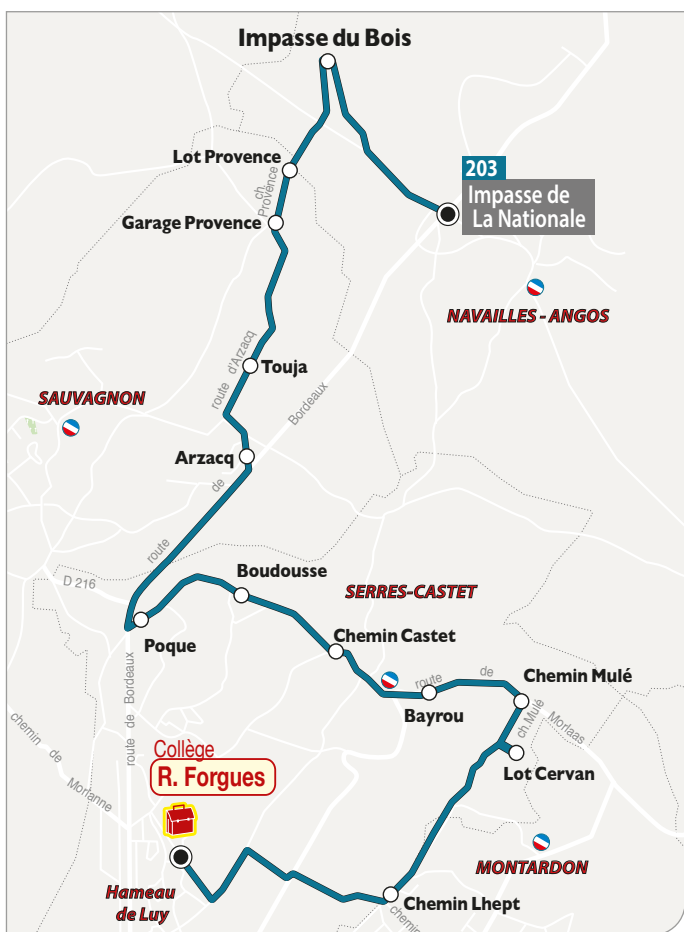 Impasse du Bois
Lot Provence
ch. Provence
203
Impasse de
La Nationale
Garage Provence
NAVAILLES - ANGOS
route d'Arzacq
Touja
Bordeaux
SAUVAGNON
Arzacq
de
route
D 216
Boudousse
SERRES-CASTET
Poque
Chemin Castet
route de
Chemin Mulé
Bayrou
ch.Mulé
Morlaas
route de Bordeaux
chemin de Morlanne
Collège
R. Forgues
Lot Cervan
MONTARDON
Hameau
de Luy
Chemin Lhept
chemin